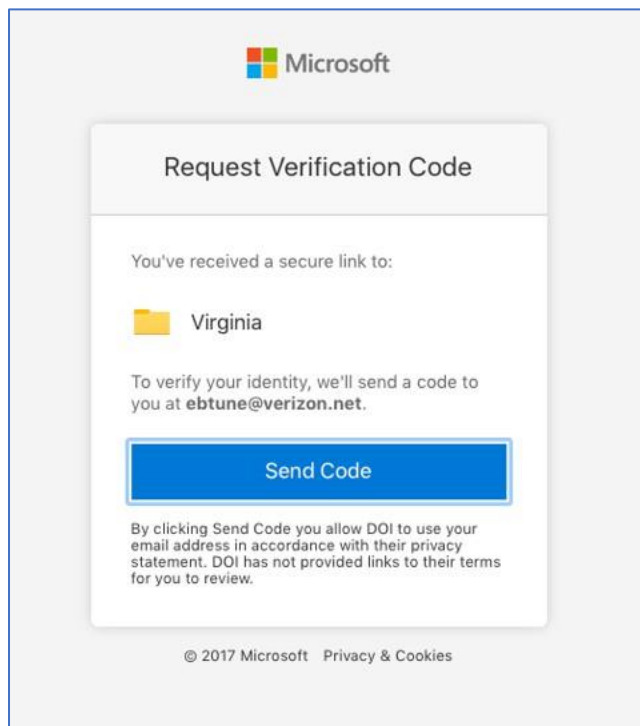 Microsoft
Request Verification Code
You've received a secure link to:
Virginia
To verify your identity, we'll send a code to
you at ebtune@verizon.net.
Send Code
By clicking Send Code you allow DOI to use your
email address in accordance with their privacy
statement. DOI has not provided links to their terms
for you to review.
© 2017 Microsoft Privacy & Cookies